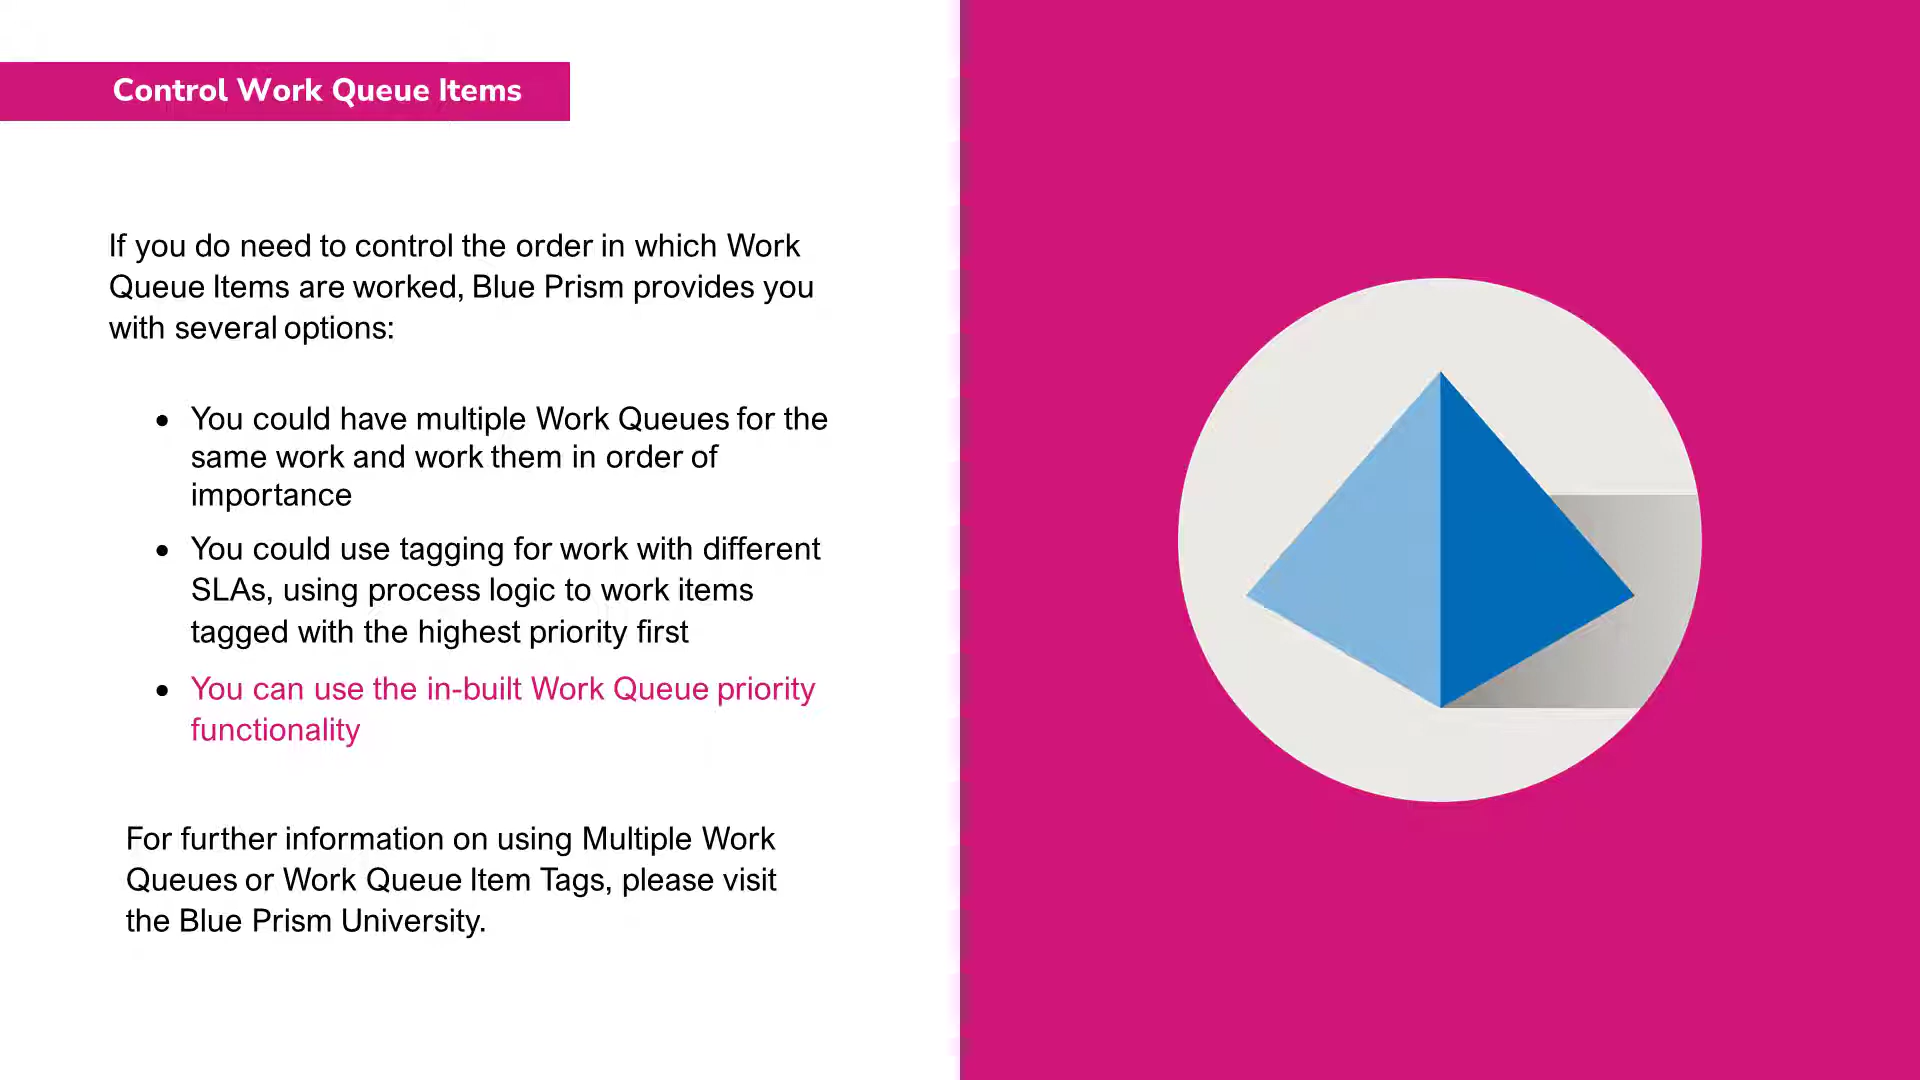 Control Work Queue Items
If you do need to control the order in which Work
Queue Items are worked, Blue Prism provides you
with several options:
• You could have multiple Work Queues for the
same work and work them in order of
importance
• You could use tagging for work with different
SLAs, using process logic to work items
tagged with the highest priority first
• You can use the in-built Work Queue priority
functionality
For further information on using Multiple Work
Queues or Work Queue Item Tags, please visit
the Blue Prism University.